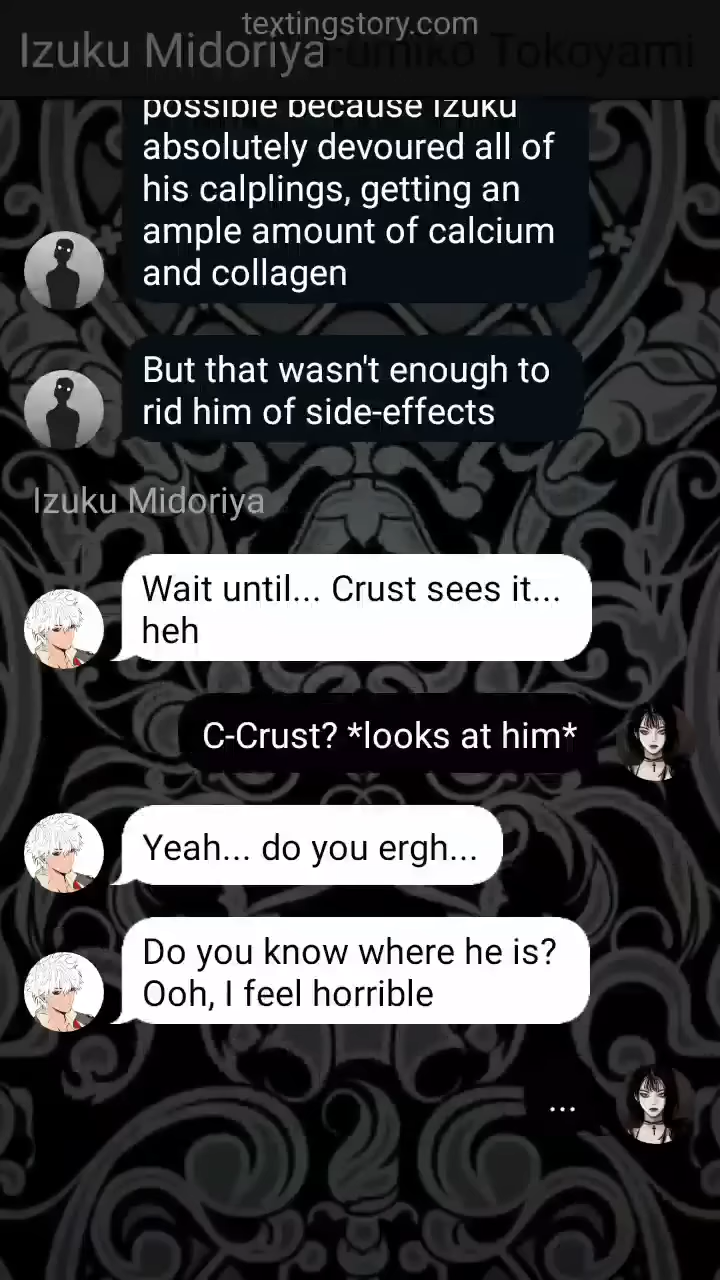 textingstory.com
Izuku Midoriya
Fumiko Tokoyami
possible because Izuku
absolutely devoured all of
his calplings, getting an
ample amount of calcium
and collagen
But that wasn't enough to
rid him of side-effects
Izuku Midoriya
Wait until... Crust sees it...
heh
C-Crust? *looks at him*
Yeah... do you ergh...
Do you know where he is?
Ooh, I feel horrible
...